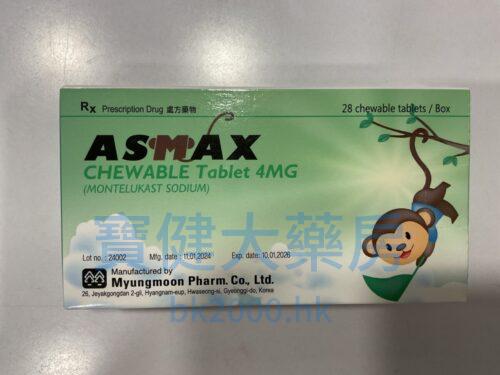 Rx Prescription Drug 處方藥物
28 chewable tablets / Box
ASMAX
CHEWABLE Tablet 4MG
(MONTELUKAST SODIUM)
寶健大藥房
Lot no. : 24002 Mfg. date : 11.01.2024 Exp. date: 10.01.2026
Manufactured by
Myungmoon Pharm. Co., Ltd.
26, Jeyakgongdan 2-gil, Hyangnam-eup, Hwaseong-si, Gyeonggi-do, Korea
bk2000.hk